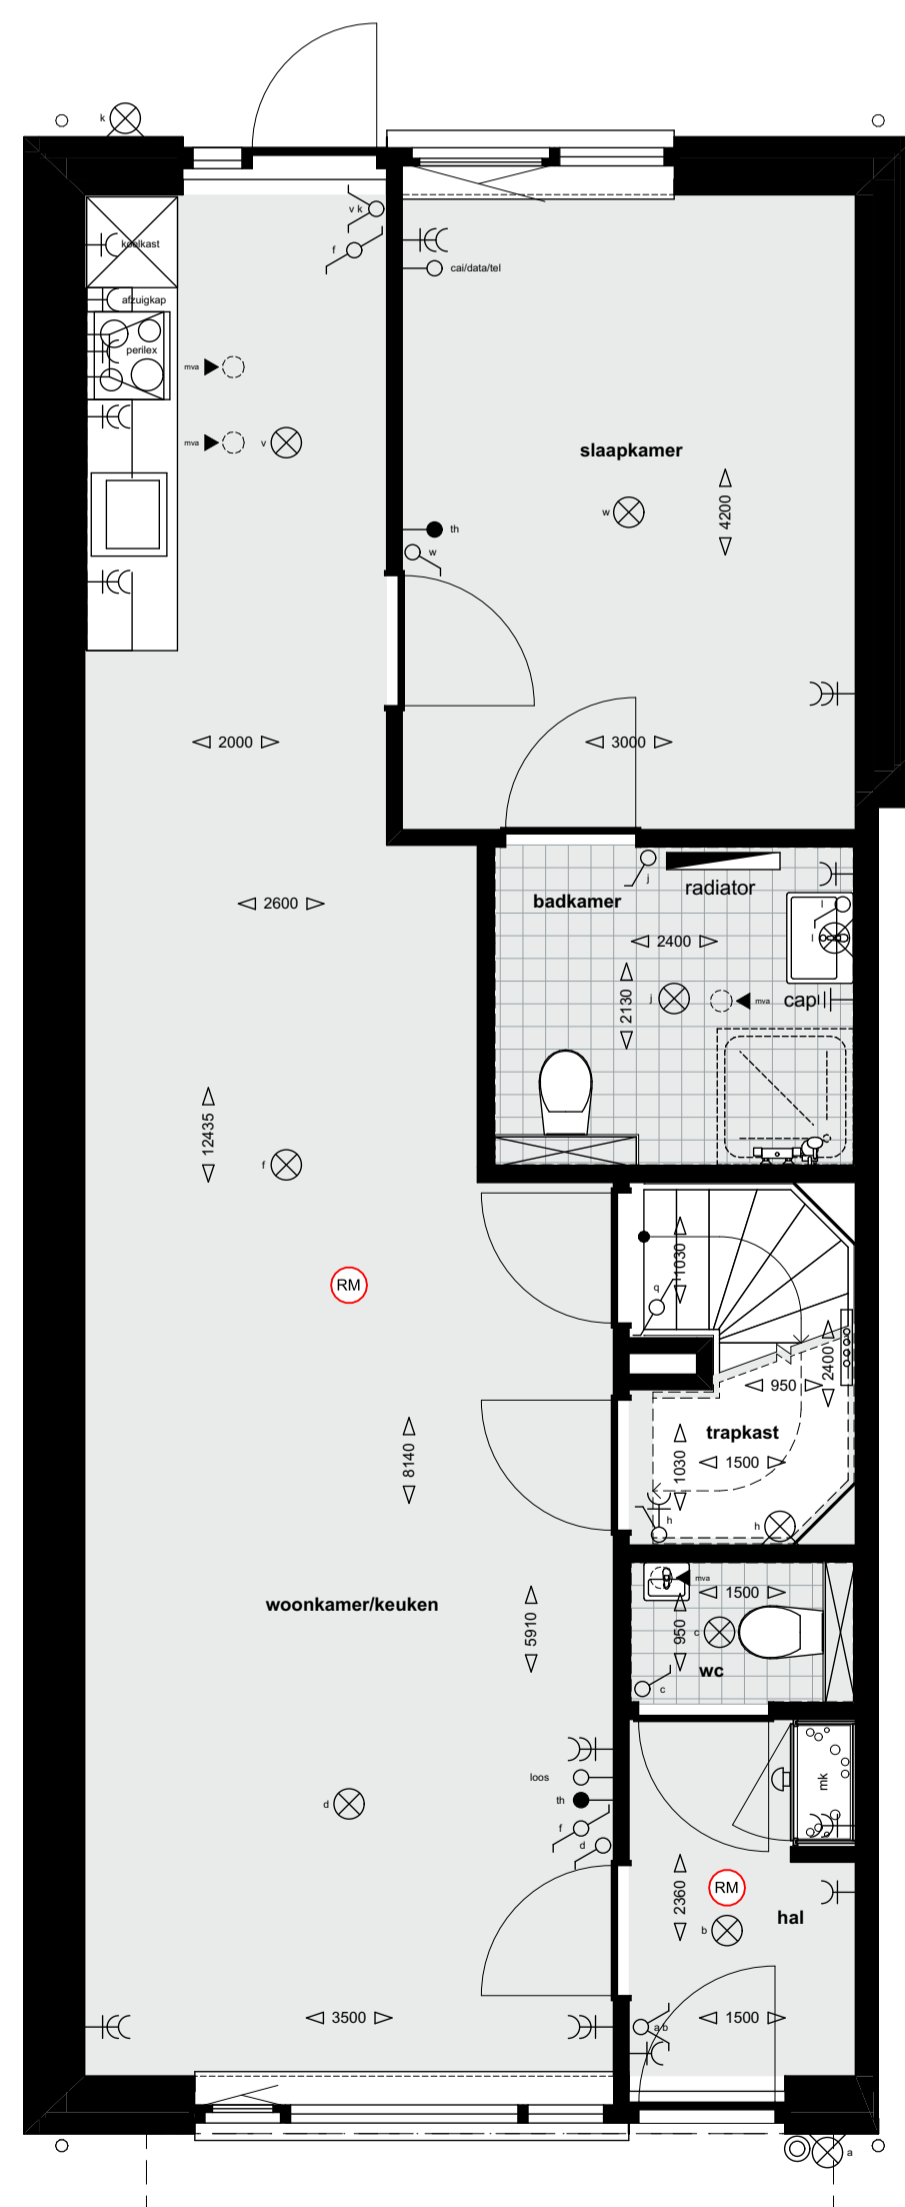 k
v k
koelkast
f
cai/data/tel
afzuigkap
perilex
mva
mva
v
slaapkamer
4200
w
th
w
2000
3000
j
radiator
badkamer
2600
2400
2130
j
mva
cap
12435
f
1030
RM
q
2400
950
8140
trapkast
1030
1500
h
h
mva
1500
woonkamer/keuken
5910
950
c
wc
c
loos
mk
th
d
f
d
2360
RM
hal
b
3500
a b
1500
a